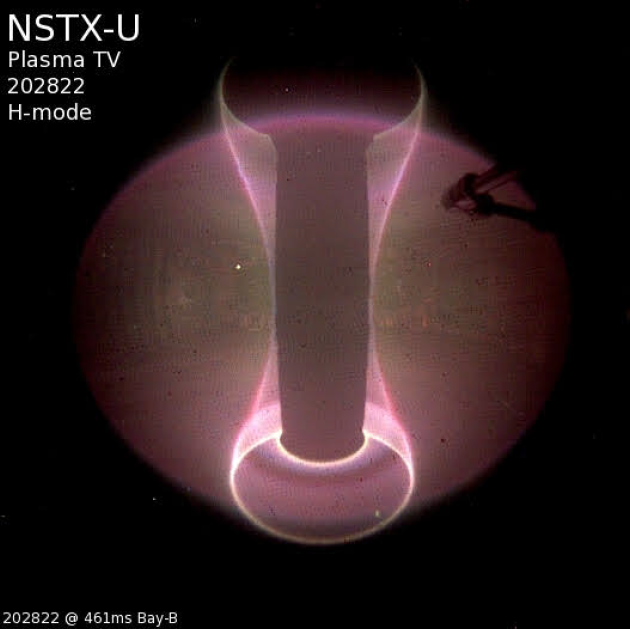 NSTX-U
Plasma TV
202822
H-mode
202822 @ 461ms Bay-B